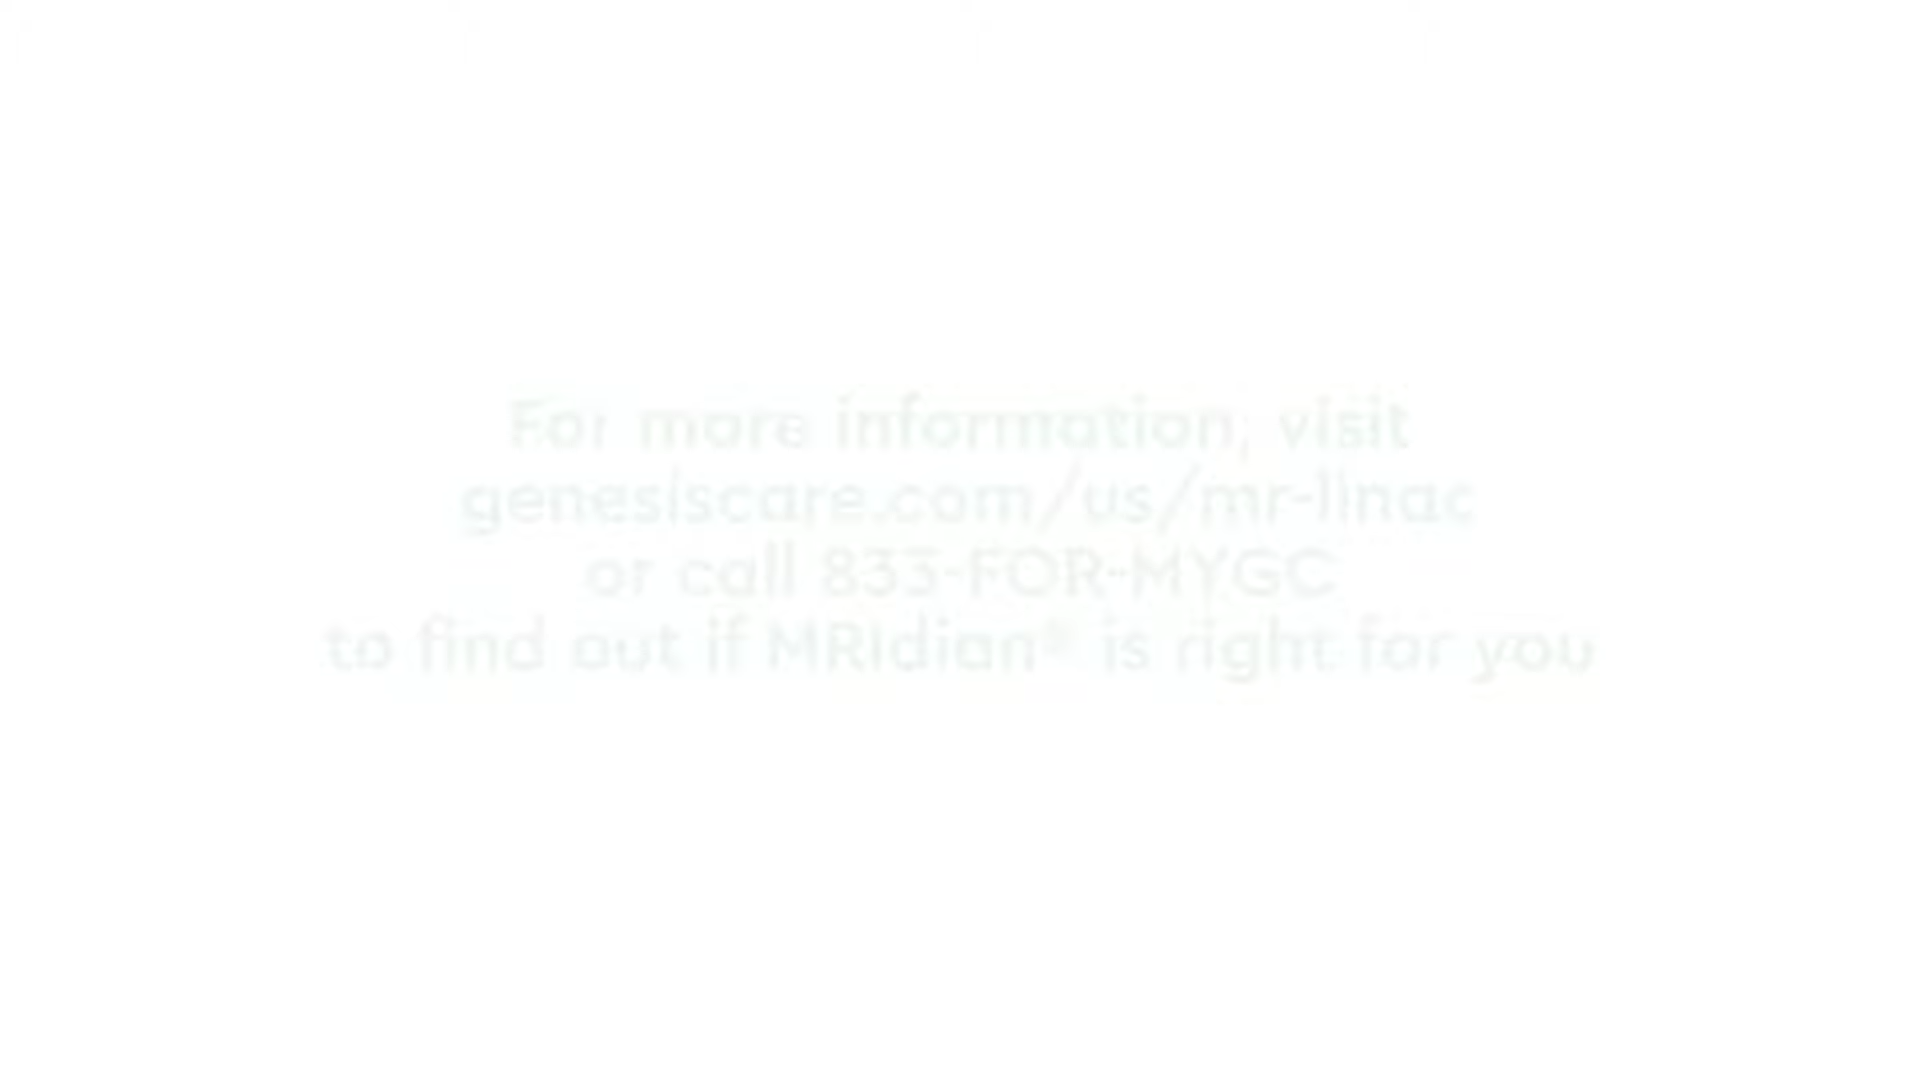 For more information, visit
genesiscare.com/us/mr-linac
or call 833-FOR-MYGC
to find out if MRIdian® is right for you